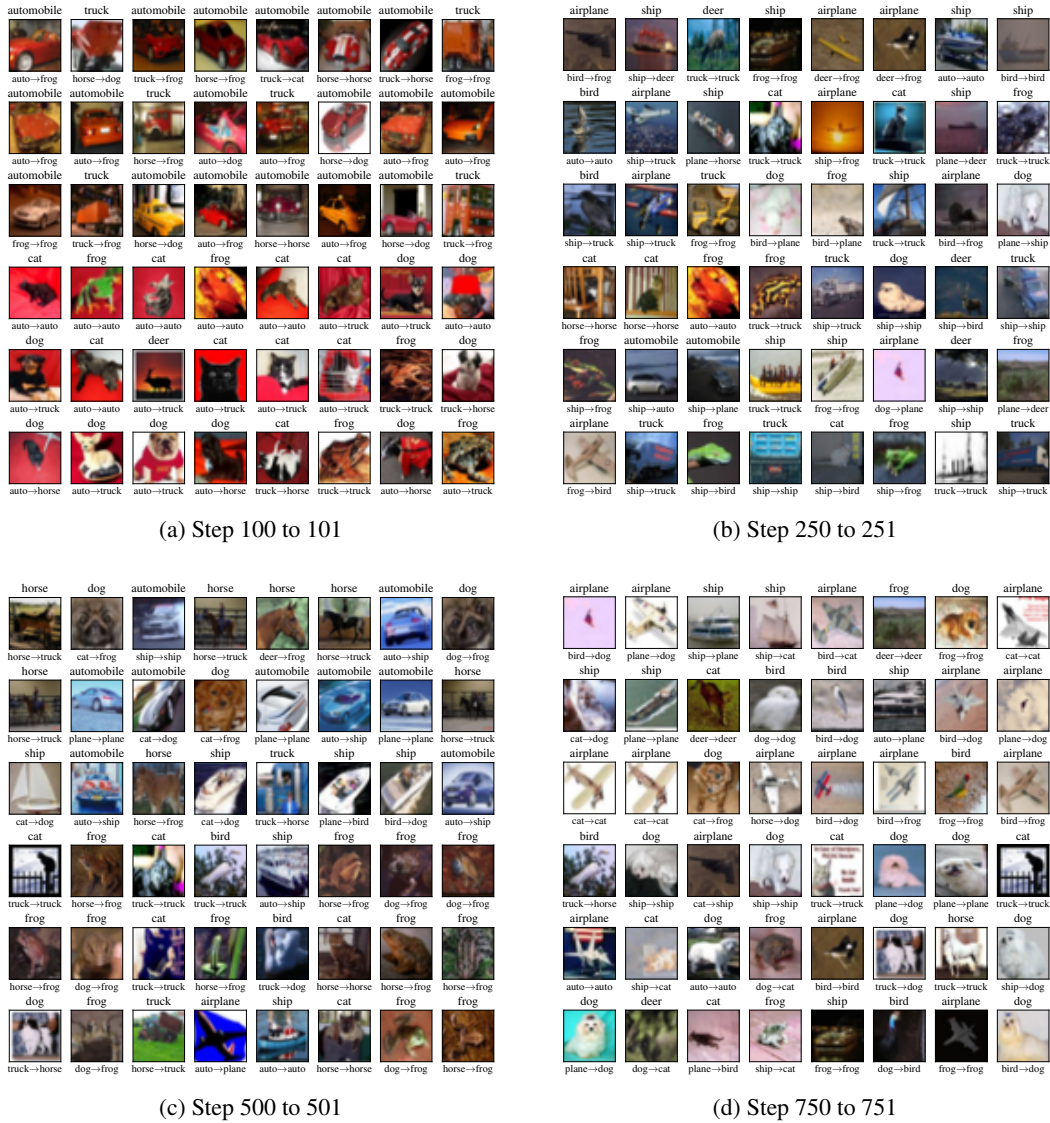 automobile truck automobile automobile automobile automobile automobile truck
auto→frog horse→dog truck→frog horse→frog truck→cat horse→horse truck→horse frog→frog
automobile automobile truck automobile truck automobile automobile automobile
auto→frog auto→frog horse→frog auto→dog auto→frog horse→dog auto→frog auto→frog
automobile truck automobile automobile automobile automobile automobile truck
frog→frog truck→frog horse→dog auto→frog horse→horse auto→frog horse→dog truck→frog
cat frog cat frog cat cat dog dog
auto→auto auto→auto auto→auto auto→auto auto→truck auto→truck auto→truck auto→auto
dog cat deer cat cat cat frog dog
auto→truck auto→auto auto→truck auto→truck auto→truck auto→truck truck→truck truck→horse
dog dog dog dog cat frog dog frog
auto→horse auto→truck auto→truck auto→horse truck→horse truck→truck auto→horse auto→truck
(a) Step 100 to 101
airplane ship deer ship airplane airplane ship ship
bird→frog ship→deer truck→truck frog→frog deer→frog deer→frog auto→auto bird→bird
bird airplane ship cat airplane cat ship frog
auto→auto ship→truck plane→horse truck→truck ship→frog truck→truck plane→deer truck→truck
bird airplane truck dog frog ship airplane dog
ship→truck ship→truck frog→frog bird→plane bird→plane truck→truck bird→frog plane→ship
cat cat frog frog truck dog deer truck
horse→horse horse→horse auto→auto truck→truck ship→truck ship→ship ship→bird ship→ship
frog automobile automobile ship ship airplane deer frog
ship→frog ship→auto ship→plane truck→truck frog→frog dog→plane ship→ship plane→deer
airplane truck frog truck cat frog ship truck
frog→bird ship→truck ship→bird ship→ship ship→bird ship→frog truck→truck ship→truck
(b) Step 250 to 251
horse dog automobile horse horse horse automobile dog
horse→truck cat→frog ship→ship horse→truck deer→frog horse→truck auto→ship dog→frog
horse automobile automobile dog automobile automobile automobile horse
horse→truck plane→plane cat→dog cat→frog plane→plane auto→ship plane→plane horse→truck
ship automobile horse ship truck ship ship automobile
cat→dog auto→ship horse→frog cat→dog truck→horse plane→bird bird→dog auto→ship
cat frog cat bird ship frog frog frog
truck→truck horse→frog truck→truck truck→truck auto→ship horse→frog dog→frog dog→frog
frog frog cat frog bird cat frog frog
horse→frog dog→frog truck→truck horse→frog truck→dog horse→horse horse→frog horse→frog
dog frog truck airplane ship cat frog frog
truck→horse dog→frog horse→truck auto→plane auto→auto horse→horse dog→frog horse→frog
(c) Step 500 to 501
airplane airplane ship ship airplane frog dog airplane
bird→dog plane→dog ship→plane ship→cat bird→cat deer→deer frog→frog cat→cat
ship ship cat bird bird ship airplane airplane
cat→dog plane→plane deer→deer dog→dog bird→dog auto→plane bird→dog plane→dog
airplane airplane dog airplane airplane airplane bird airplane
cat→cat cat→cat cat→frog horse→dog bird→dog bird→frog frog→frog bird→dog
bird dog airplane dog cat dog dog cat
truck→horse ship→ship cat→ship ship→ship truck→truck plane→dog plane→plane truck→truck
airplane cat dog frog airplane dog horse dog
auto→auto ship→cat auto→auto dog→cat bird→bird truck→dog truck→horse ship→dog
dog deer cat frog ship bird airplane dog
plane→dog dog→cat plane→bird ship→cat frog→frog dog→bird frog→frog bird→dog
(d) Step 750 to 751